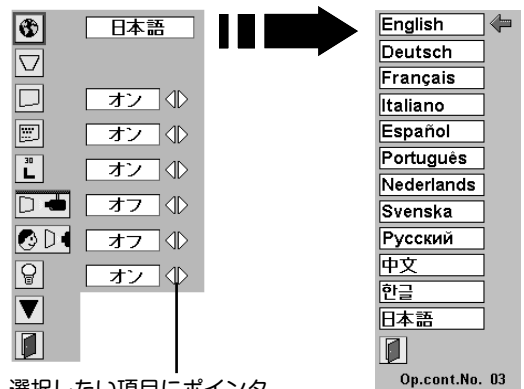 日本語
オン
オン
30
L
オン
オフ
オフ
オン
選択したい項目にポインタ
English
Deutsch
Français
Italiano
Español
Português
Nederlands
Svenska
Русский
中文
한글
日本語
Op.cont.No. 03